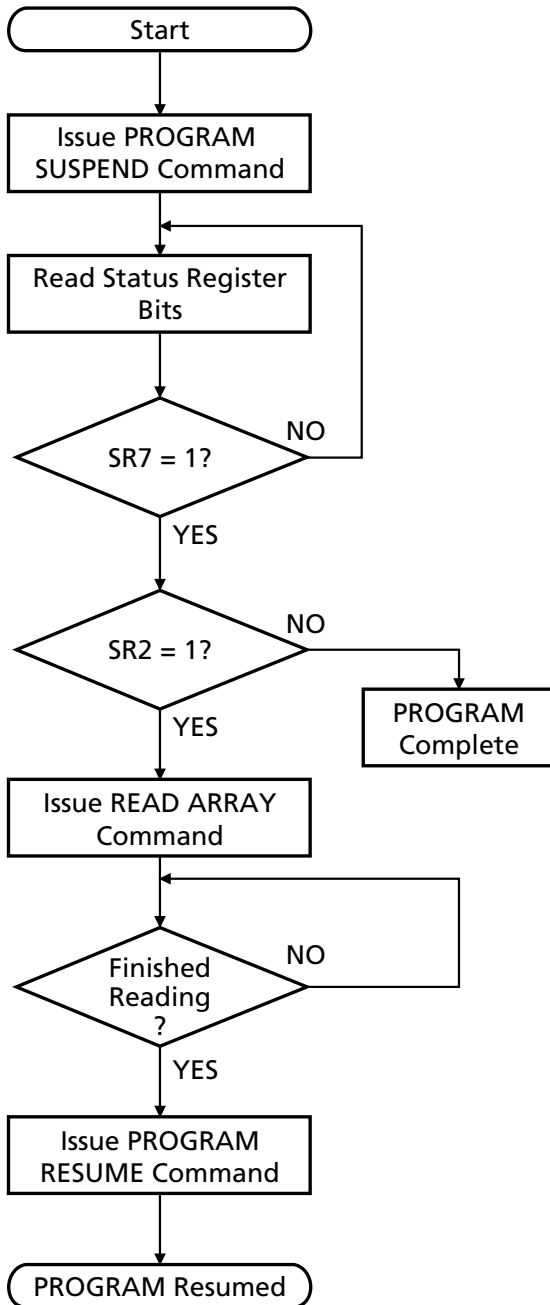 Start
Issue PROGRAM
SUSPEND Command
Read Status Register
Bits
SR7 = 1?
NO
YES
SR2 = 1?
NO
YES
PROGRAM
Complete
Issue READ ARRAY
Command
Finished
Reading
?
NO
YES
Issue PROGRAM
RESUME Command
PROGRAM Resumed